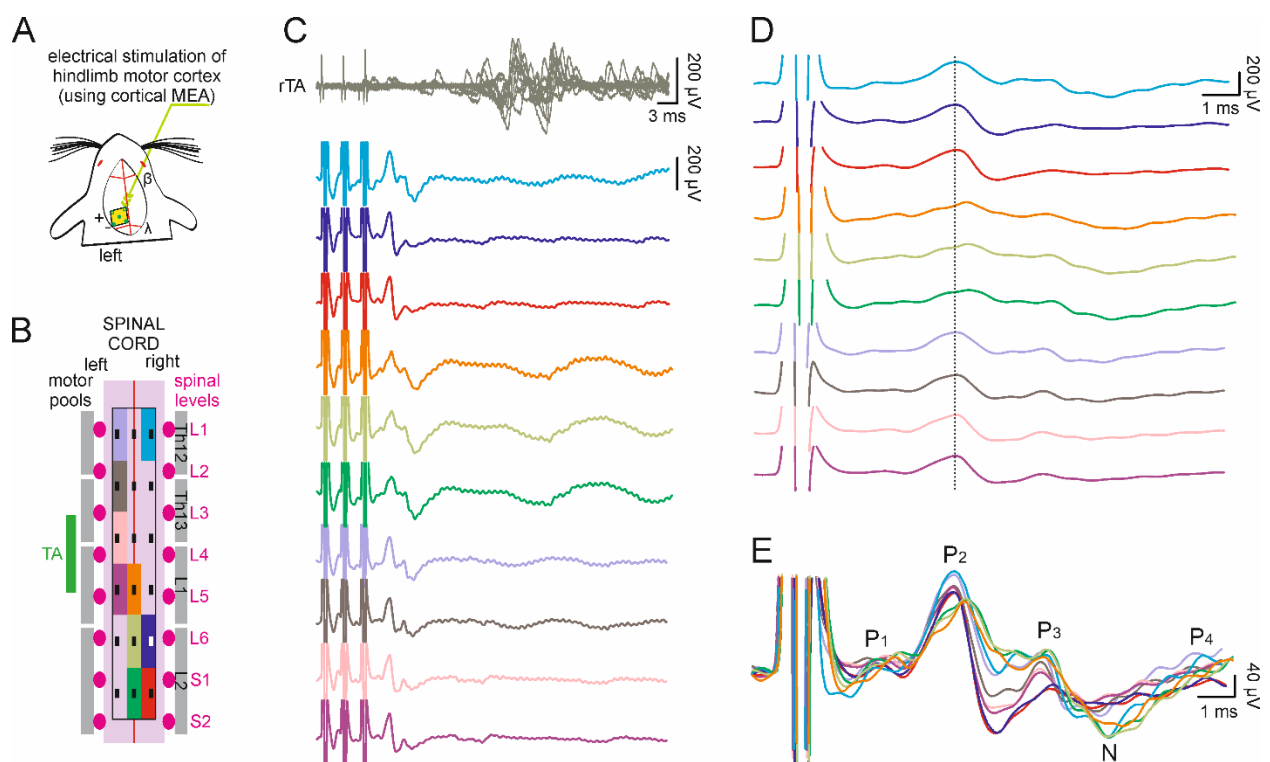 A
electrical stimulation of
hindlimb motor cortex
(using cortical MEA)
β
+
-
λ
left
B
SPINAL
CORD
left
right
motor
pools
spinal
levels
TA
L1
L2
L3
L4
L5
L6
S1
S2
Th12
Th13
L1
L2
C
rTA
200 µV
3 ms
200 µV
D
200 µV
1 ms
E
P1
P2
P3
P4
N
40 µV
1 ms